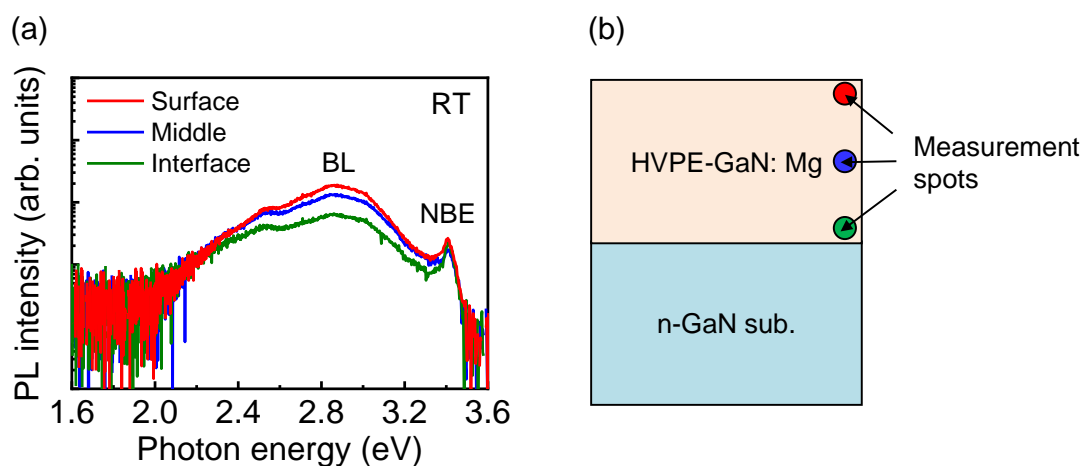 (a)
PL intensity (arb. units)
Surface
Middle
Interface
RT
BL
NBE
1.6 2.0 2.4 2.8 3.2 3.6
Photon energy (eV)
(b)
HVPE-GaN: Mg
Measurement
spots
n-GaN sub.